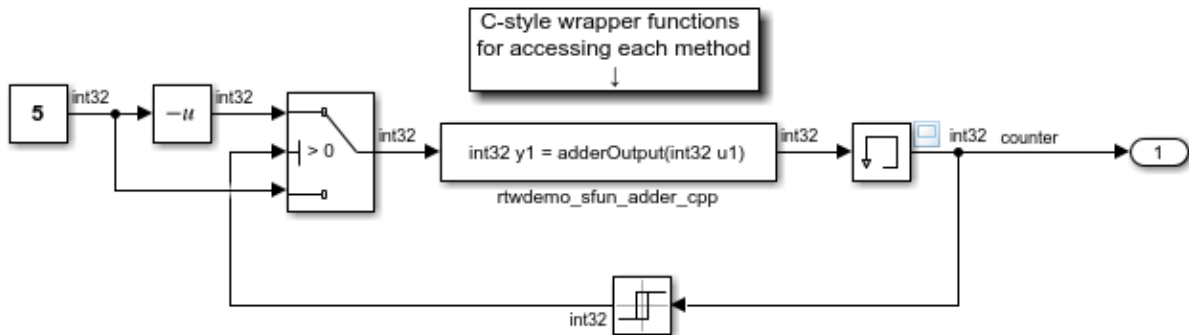 C-style wrapper functions
for accessing each method
↓
5
int32
−u
int32
> 0
int32
int32 y1 = adderOutput(int32 u1)
rtwdemo_sfun_adder_cpp
int32
int32
counter
1
int32